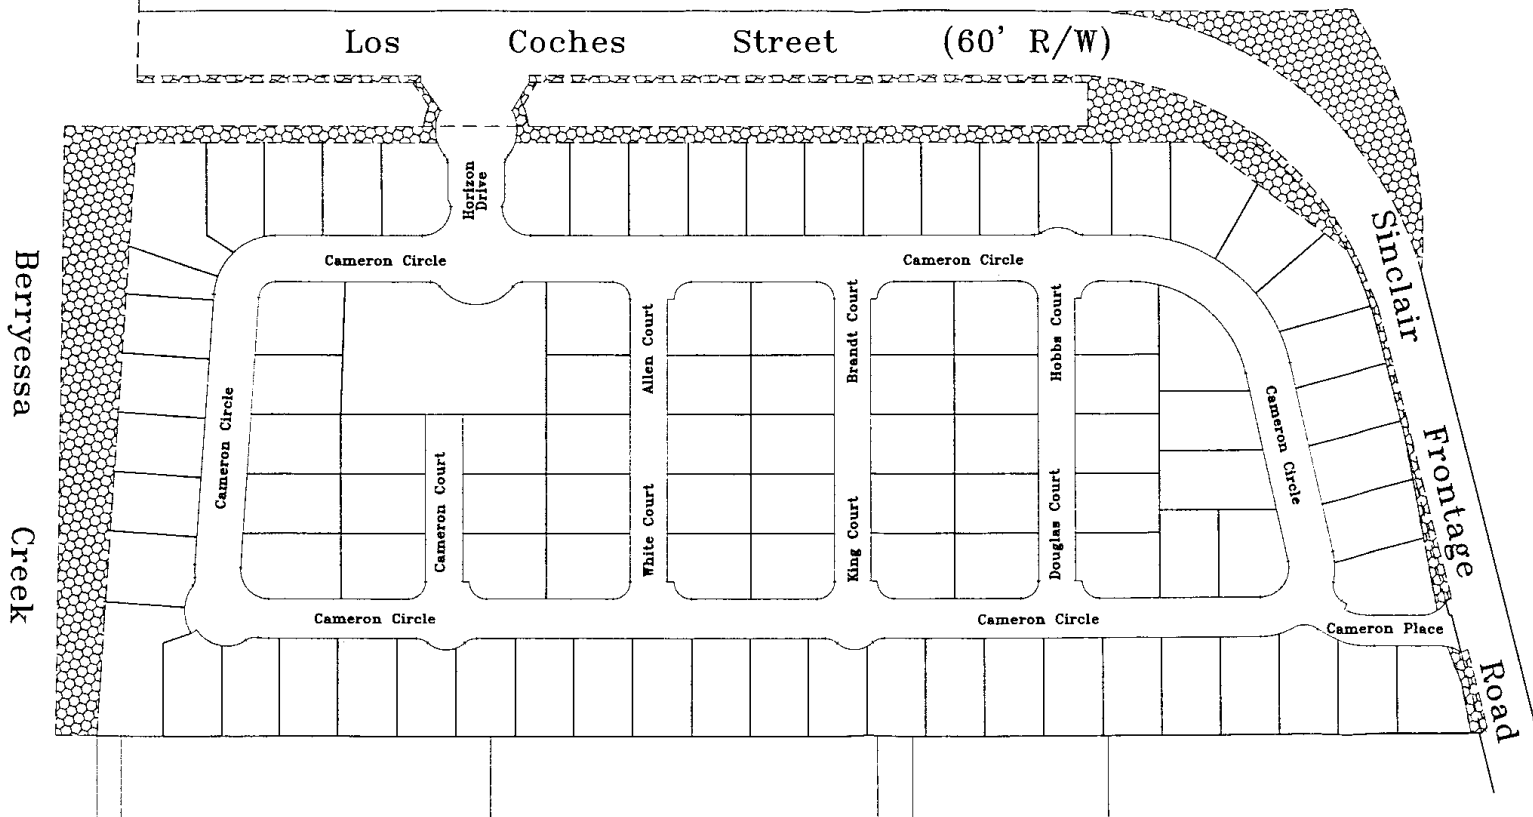 Los Coches Street (60' R/W)
Horizon
Drive
Sinclair
Frontage
Road
Berryessa
Creek
Cameron Circle
Cameron Circle
Allen Court
Brandt Court
Hobbs Court
Cameron Circle
Cameron Circle
Cameron Court
White Court
King Court
Douglas Court
Cameron Circle
Cameron Circle
Cameron Place